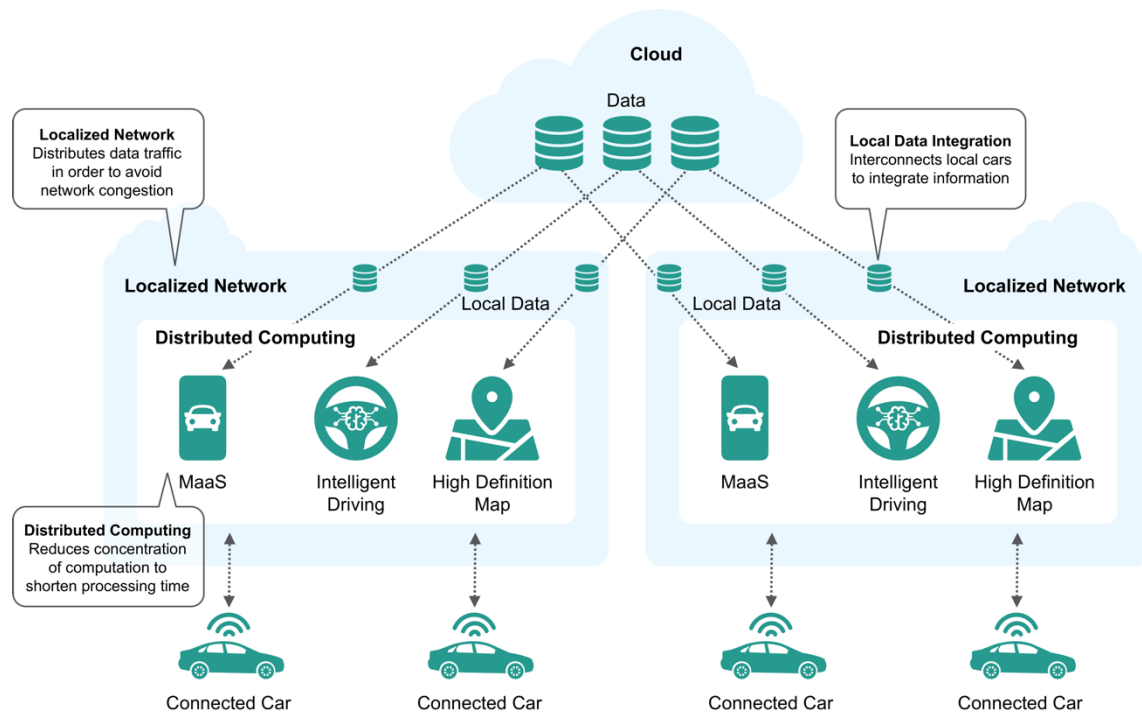 Cloud
Data
Localized Network
Distributes data traffic
in order to avoid
network congestion
Local Data Integration
Interconnects local cars
to integrate information
Localized Network
Local Data
Distributed Computing
MaaS
Intelligent
Driving
High Definition
Map
Local Data
Localized Network
Distributed Computing
MaaS
Intelligent
Driving
High Definition
Map
Distributed Computing
Reduces concentration
of computation to
shorten processing time
Connected Car
Connected Car
Connected Car
Connected Car